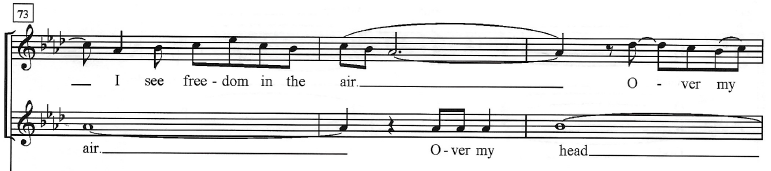 73
I see free - dom in the air. O - ver my
air. O - ver my head